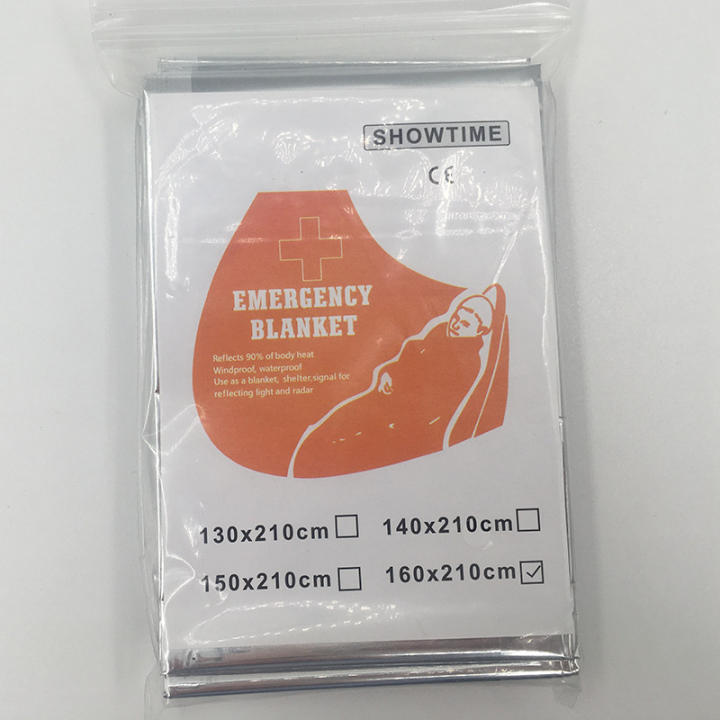 SHOWTIME
CE
EMERGENCY
BLANKET
Reflects 90% of body heat
Windproof, waterproof
Use as a blanket, shelter,signal for
reflecting light and radar
130x210cm
140x210cm
150x210cm
160x210cm